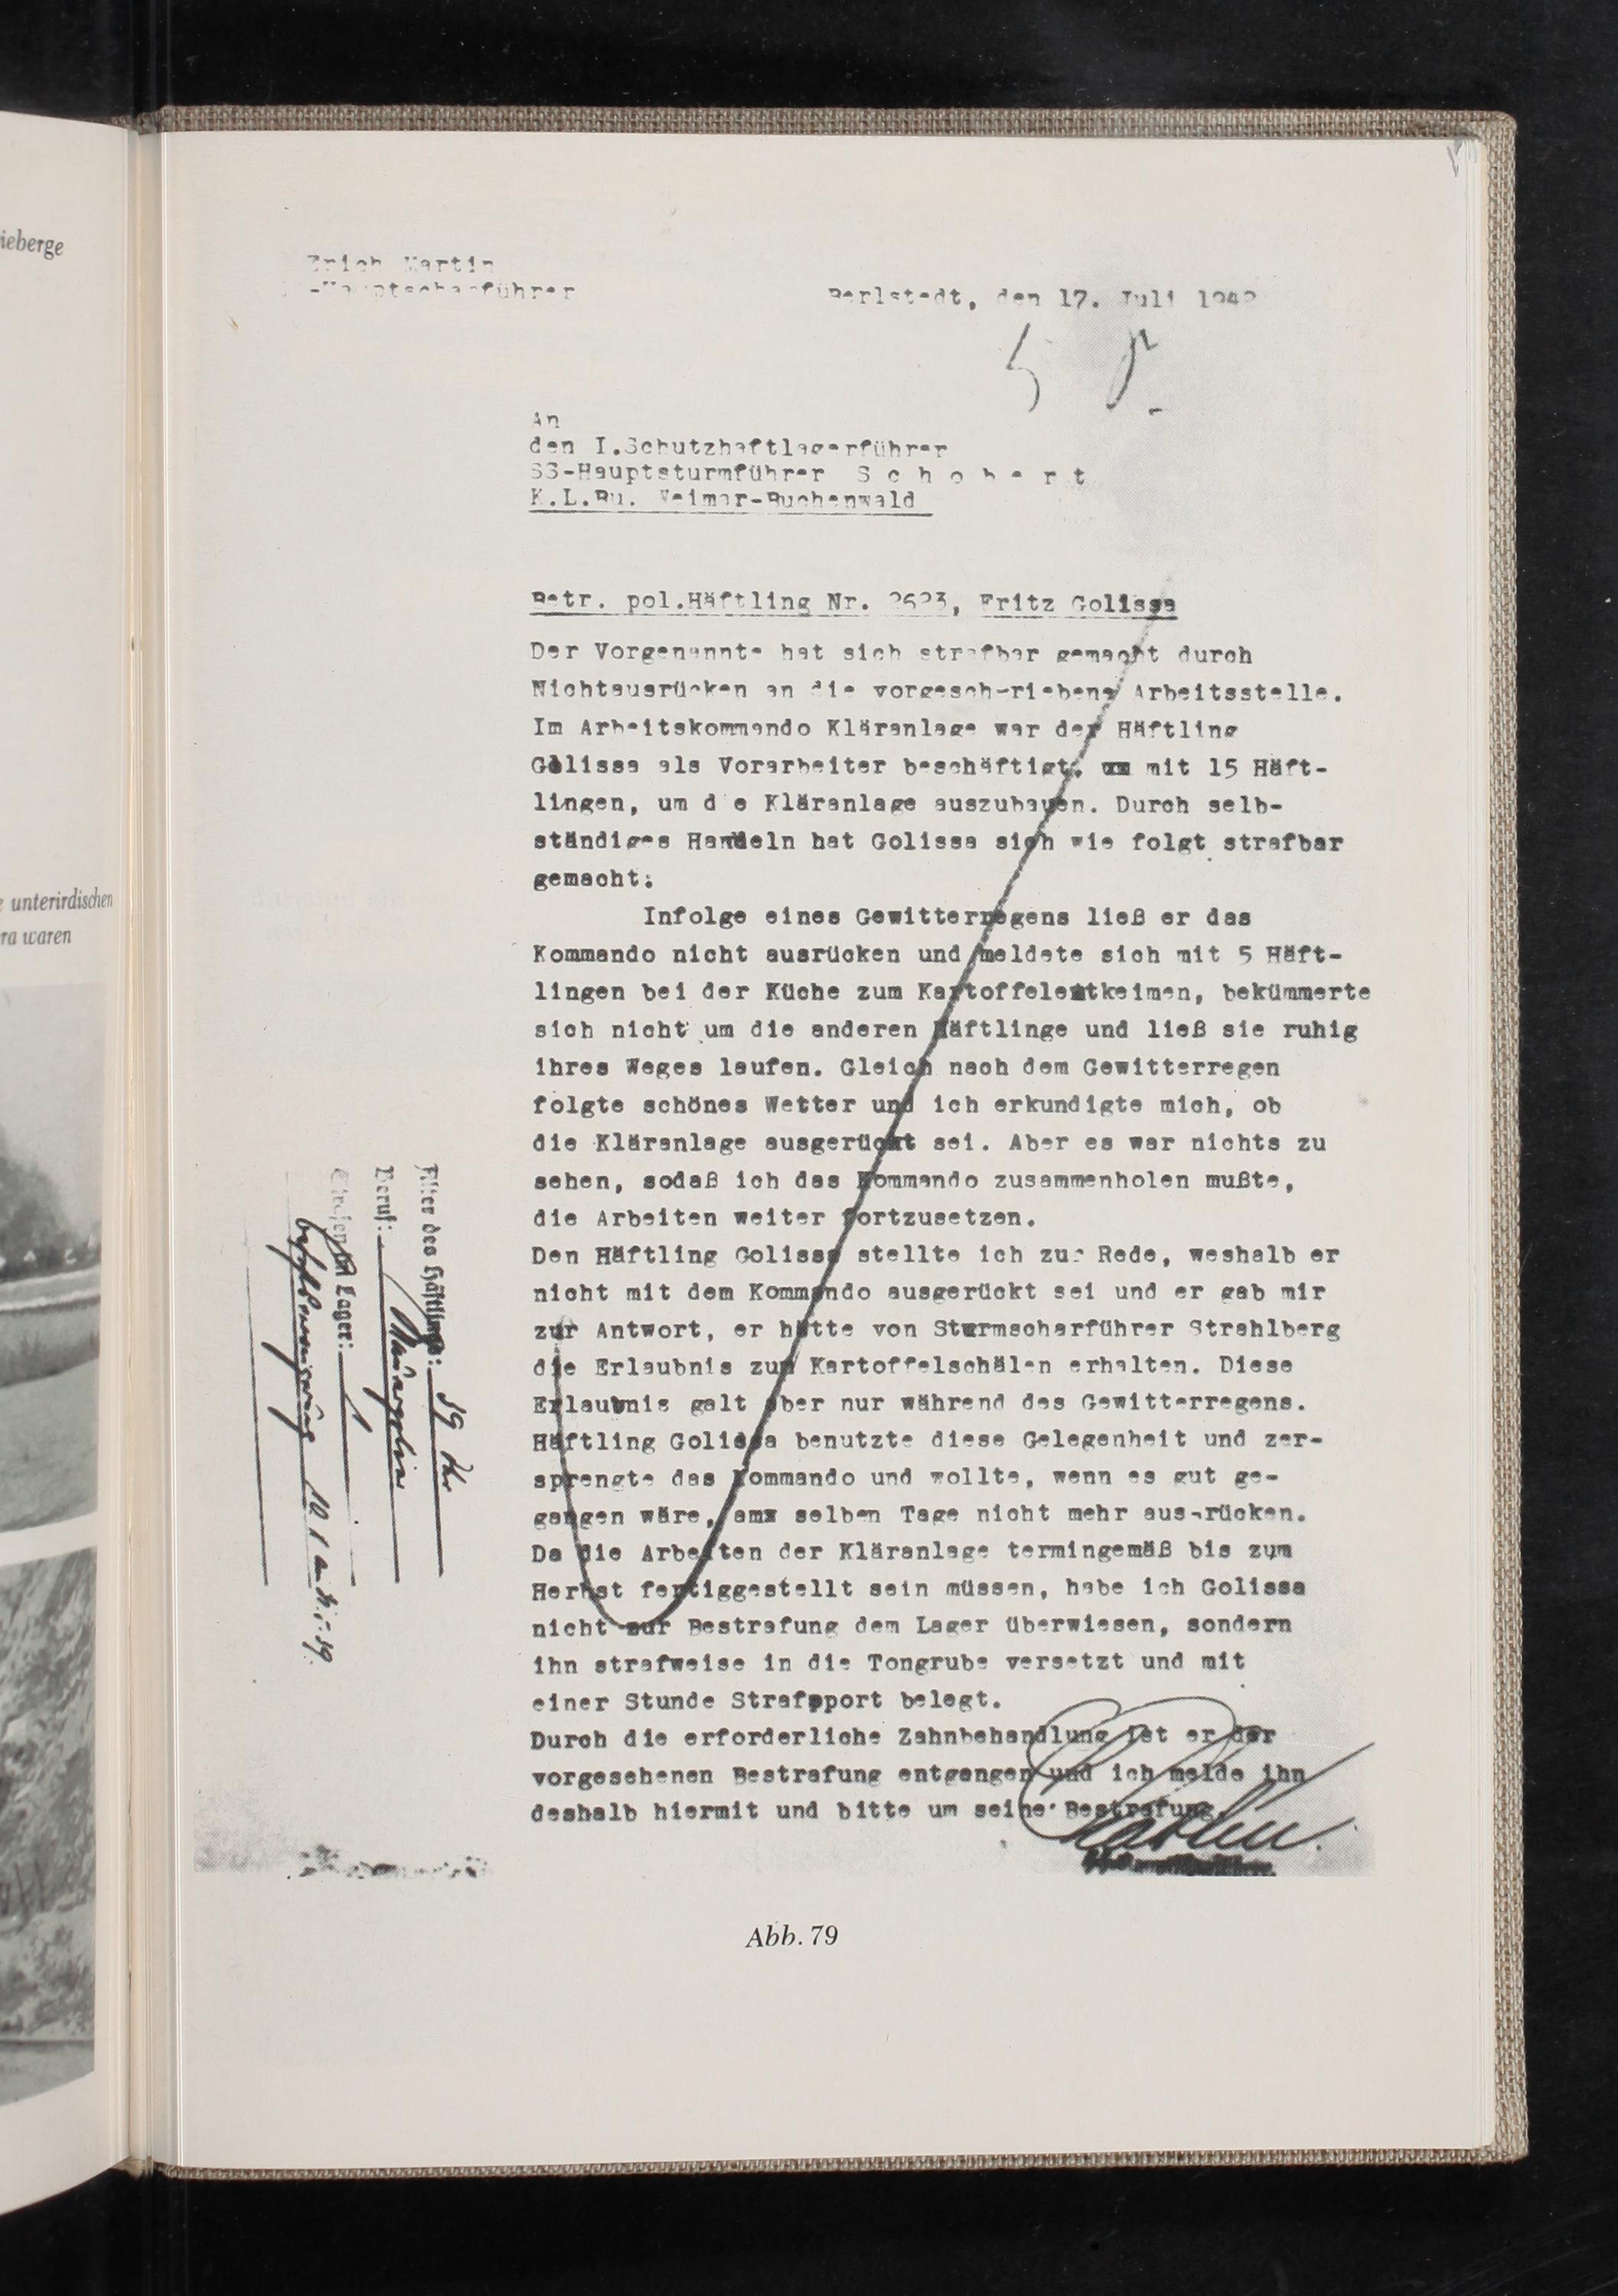 ieberge
unterirdischen
ra waren
Erich Martin
-Hauptscharführer
Berlstedt, den 17. Juli 1942
An
den I.Schutzhaftlagerführer
SS-Hauptsturmführer S c h o b e r t
K.L.Bu. Weimar-Buchenwald
Betr. pol.Häftling Nr. 2623, Fritz Golissa
Der Vorgenannte hat sich strafbar gemacht durch
Nichtausrücken an die vorgesch-riebene Arbeitsstelle.
Im Arbeitskommando Kläranlage war der Häftling
Golissa als Vorarbeiter beschäftigt, mit 15 Häft-
lingen, um die Kläranlage auszubauen. Durch selb-
ständiges Handeln hat Golissa sich wie folgt strafbar
gemacht:
Infolge eines Gewitterregens ließ er das
Kommando nicht ausrücken und meldete sich mit 5 Häft-
lingen bei der Küche zum Kartoffelentkeimen, bekümmerte
sich nicht um die anderen Häftlinge und ließ sie ruhig
ihres Weges laufen. Gleich nach dem Gewitterregen
folgte schönes Wetter und ich erkundigte mich, ob
die Kläranlage ausgerückt sei. Aber es war nichts zu
sehen, sodaß ich das Kommando zusammenholen mußte,
die Arbeiten weiter fortzusetzen.
Den Häftling Golissa stellte ich zur Rede, weshalb er
nicht mit dem Kommando ausgerückt sei und er gab mir
zur Antwort, er hätte von Sturmscharführer Strahlberg
die Erlaubnis zum Kartoffelschälen erhalten. Diese
Erlaubnis galt aber nur während des Gewitterregens.
Häftling Golissa benutzte diese Gelegenheit und zer-
sprengte das Kommando und wollte, wenn es gut ge-
gangen wäre, amx selben Tage nicht mehr aus-rücken.
Da die Arbeiten der Kläranlage termingemäß bis zum
Herbst fertiggestellt sein müssen, habe ich Golissa
nicht zur Bestrafung dem Lager überwiesen, sondern
ihn strafweise in die Tongrube versetzt und mit
einer Stunde Strafpport belegt.
Durch die erforderliche Zahnbehandlung ist er der
vorgesehenen Bestrafung entgangen und ich melde ihn
deshalb hiermit und bitte um seine Bestrafung.
Martin
Alter des Häftlings: 39 Jhr
Beruf:
Strafen im Lager:
Abb. 79